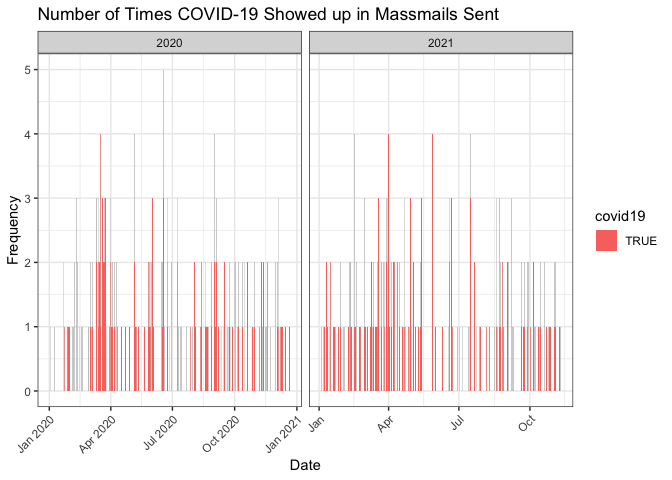 Number of Times COVID-19 Showed up in Massmails Sent
2020 2021
5
4
3
2
1
0
Frequency
Jan 2020 Apr 2020 Jul 2020 Oct 2020 Jan 2021 Jan Apr Jul Oct
Date
covid19
TRUE